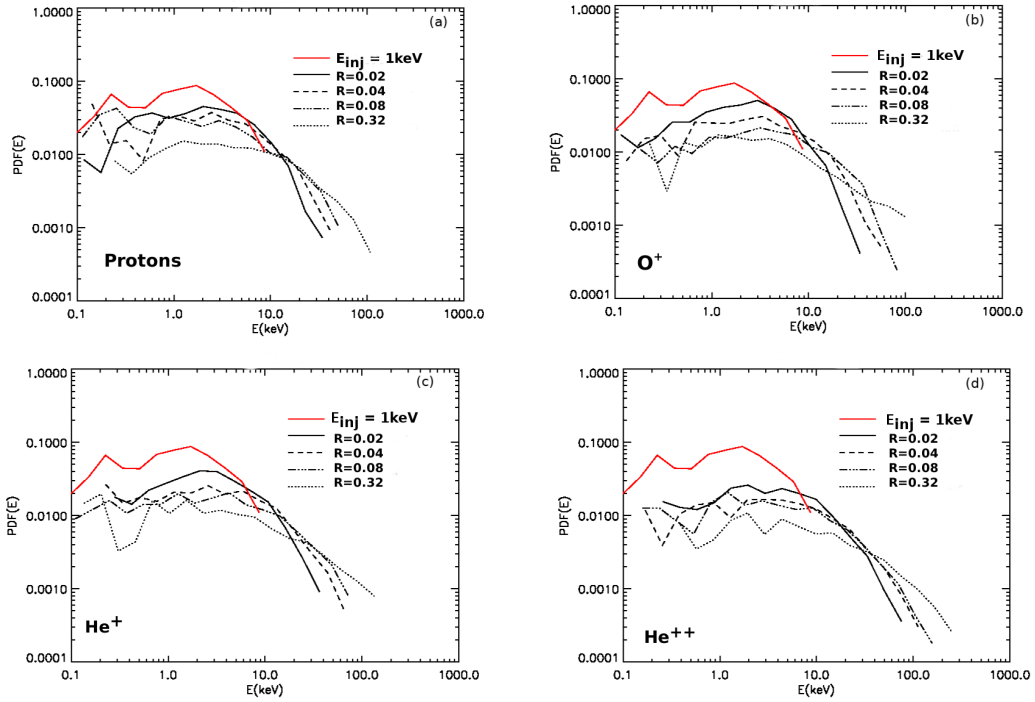 (a)
1.0000
0.1000
0.0100
0.0010
0.0001
PDF(E)
E_inj = 1keV
R=0.02
R=0.04
R=0.08
R=0.32
Protons
0.1 1.0 10.0 100.0 1000.0
E(keV)
(b)
1.0000
0.1000
0.0100
0.0010
0.0001
PDF(E)
E_inj = 1keV
R=0.02
R=0.04
R=0.08
R=0.32
O⁺
0.1 1.0 10.0 100.0 1000.0
E(keV)
(c)
1.0000
0.1000
0.0100
0.0010
0.0001
PDF(E)
E_inj = 1keV
R=0.02
R=0.04
R=0.08
R=0.32
He⁺
0.1 1.0 10.0 100.0 1000.0
E(keV)
(d)
1.0000
0.1000
0.0100
0.0010
0.0001
PDF(E)
E_inj = 1keV
R=0.02
R=0.04
R=0.08
R=0.32
He⁺⁺
0.1 1.0 10.0 100.0 1000.0
E(keV)